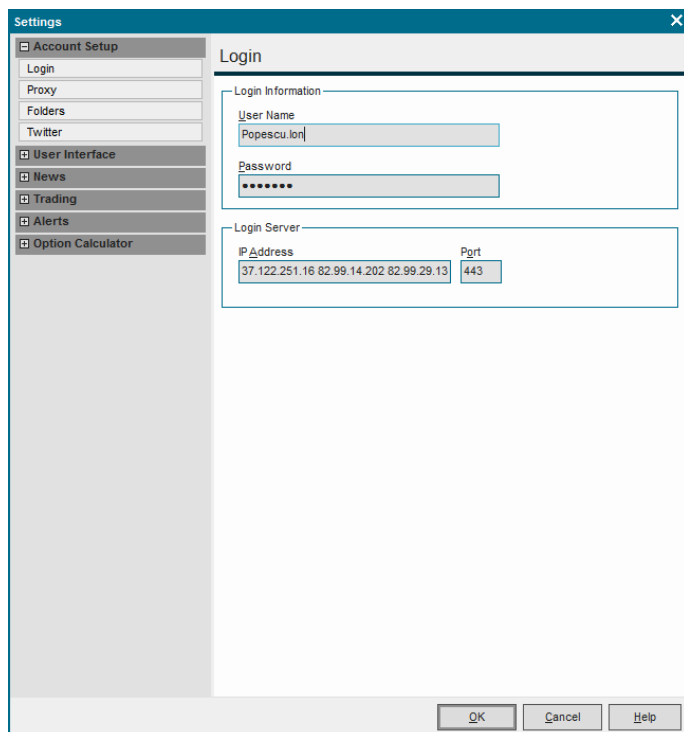 Settings
Account Setup
Login
Proxy
Folders
Twitter
User Interface
News
Trading
Alerts
Option Calculator
Login
Login Information
User Name
Popescu.Ion
Password
Login Server
IP Address
Port
37.122.251.16 82.99.14.202 82.99.29.13
443
OK
Cancel
Help